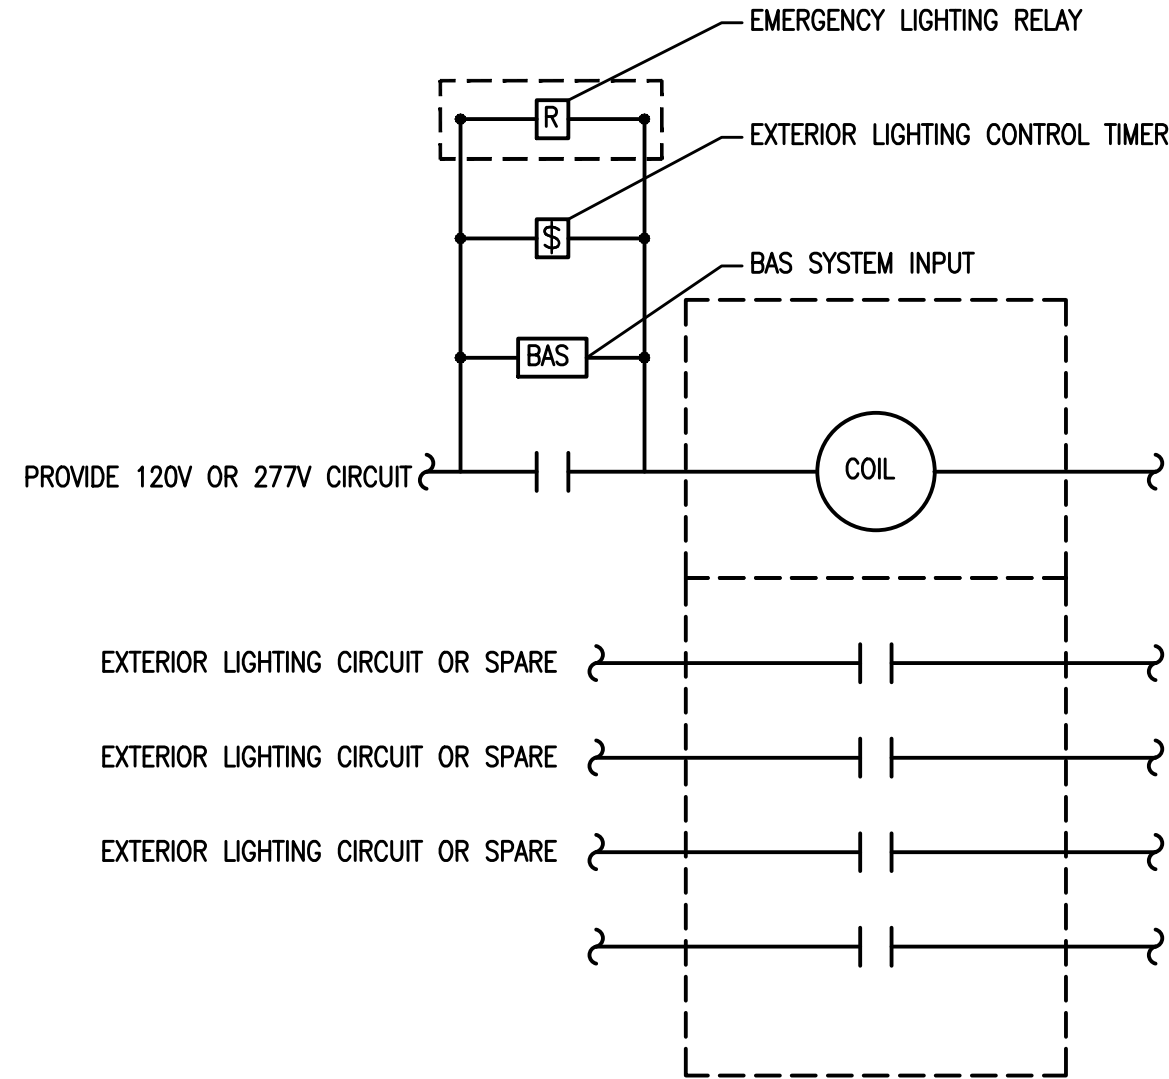 EMERGENCY LIGHTING RELAY
R
EXTERIOR LIGHTING CONTROL TIMER
$
BAS SYSTEM INPUT
BAS
PROVIDE 120V OR 277V CIRCUIT
COIL
EXTERIOR LIGHTING CIRCUIT OR SPARE
EXTERIOR LIGHTING CIRCUIT OR SPARE
EXTERIOR LIGHTING CIRCUIT OR SPARE